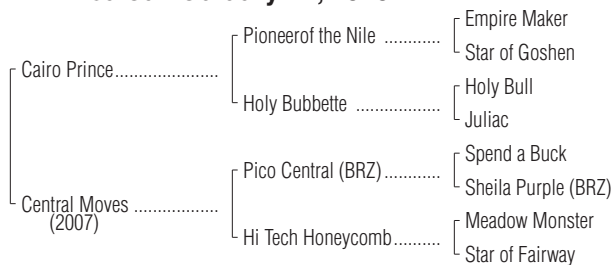 Empire Maker
Pioneerof the Nile ............
Star of Goshen
Cairo Prince......................
Holy Bull
Holy Bubbette ..................
Juliac
Spend a Buck
Pico Central (BRZ)............
Sheila Purple (BRZ)
Central Moves ..................
(2007)
Meadow Monster
Hi Tech Honeycomb..........
Star of Fairway